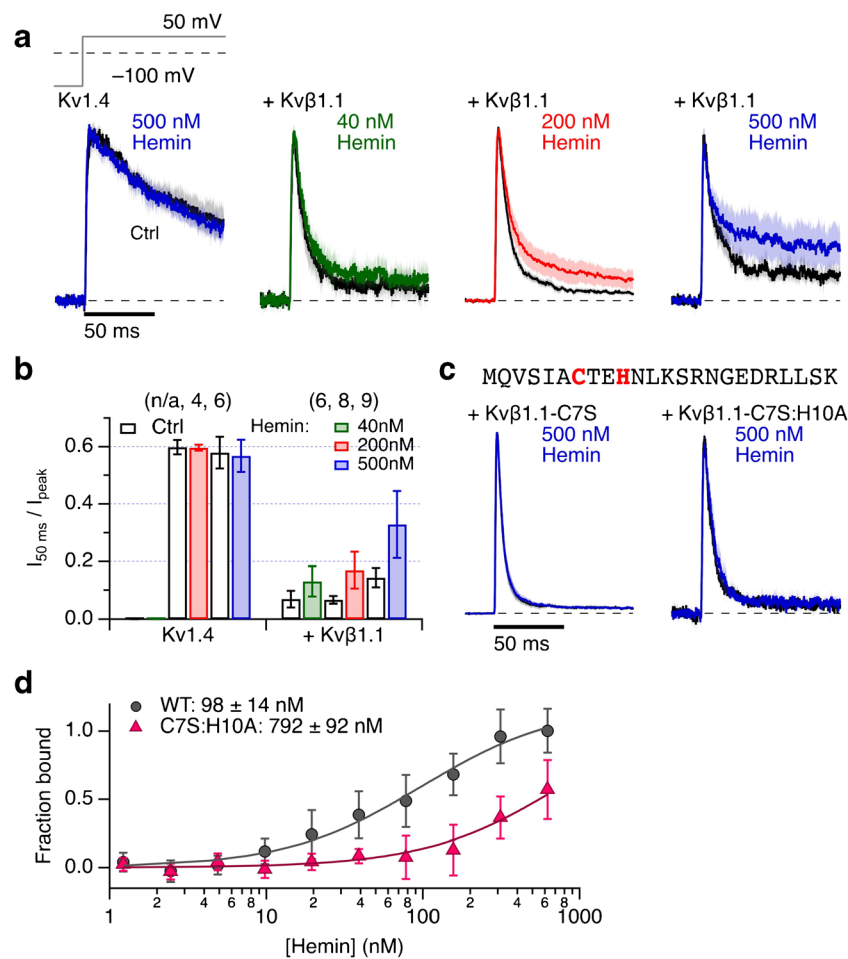 a
50 mV
−100 mV
Kv1.4
500 nM
Hemin
Ctrl
50 ms
+ Kvβ1.1
40 nM
Hemin
+ Kvβ1.1
200 nM
Hemin
+ Kvβ1.1
500 nM
Hemin
b
(n/a, 4, 6)
(6, 8, 9)
Ctrl
Hemin:
40nM
200nM
500nM
I50 ms / Ipeak
0.6
0.4
0.2
0.0
Kv1.4
+ Kvβ1.1
c
MQVSIACTEHNLKSRNGEDRLLSK
+ Kvβ1.1-C7S
500 nM
Hemin
50 ms
+ Kvβ1.1-C7S:H10A
500 nM
Hemin
d
WT: 98 ± 14 nM
C7S:H10A: 792 ± 92 nM
Fraction bound
1.0
0.5
0.0
1 4 6 8 10 2 4 6 8 100 2 4 6 8 1000
[Hemin] (nM)